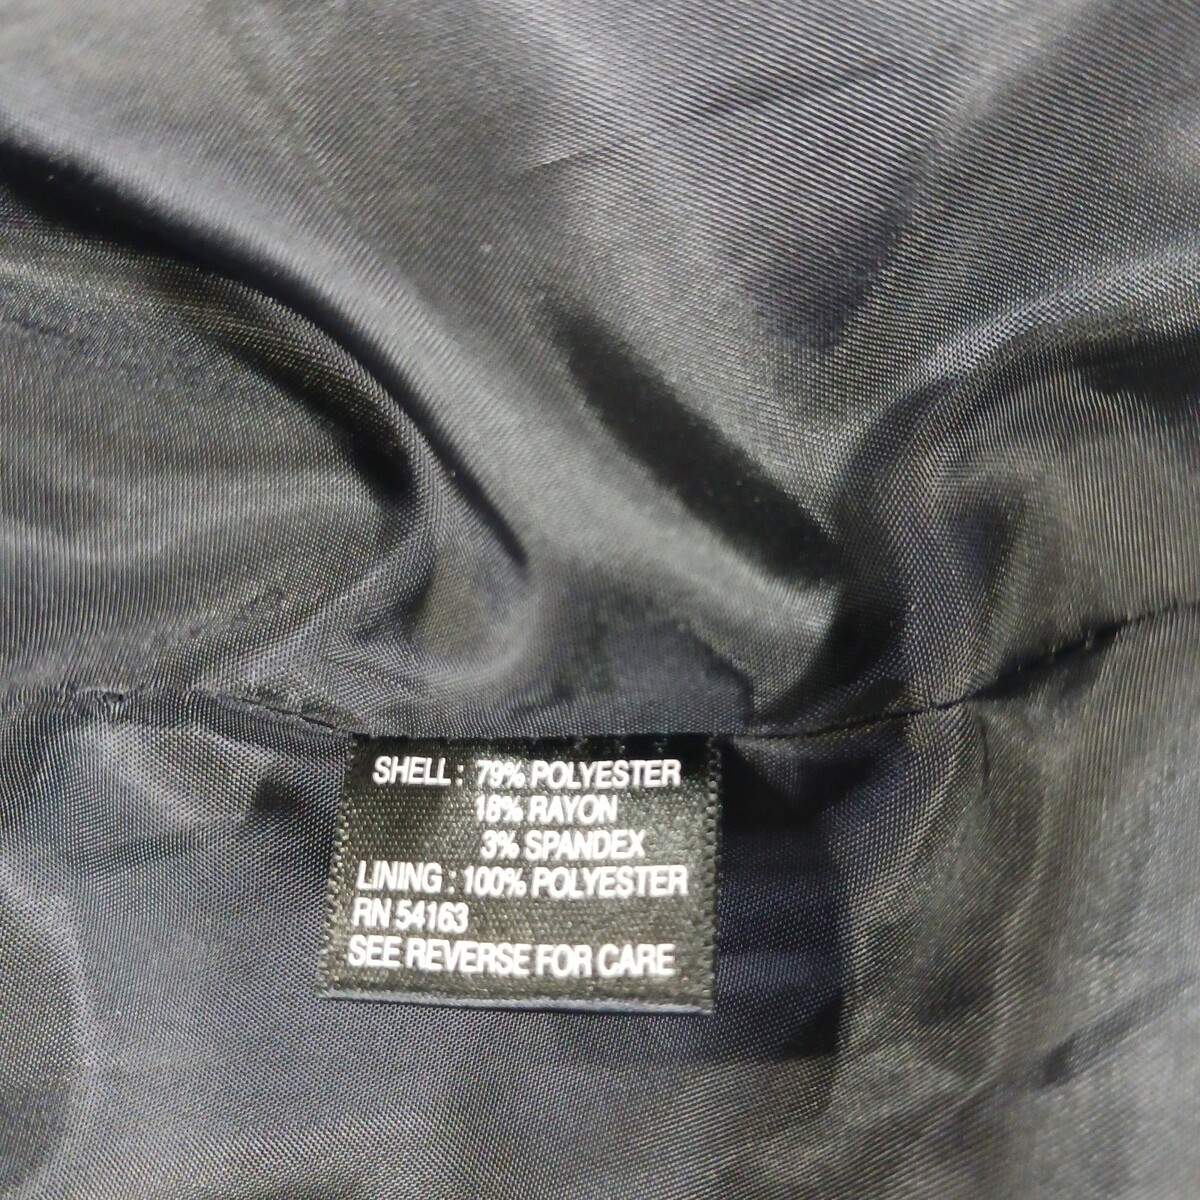 SHELL : 79% POLYESTER
18% RAYON
3% SPANDEX
LINING : 100% POLYESTER
RN 54163
SEE REVERSE FOR CARE